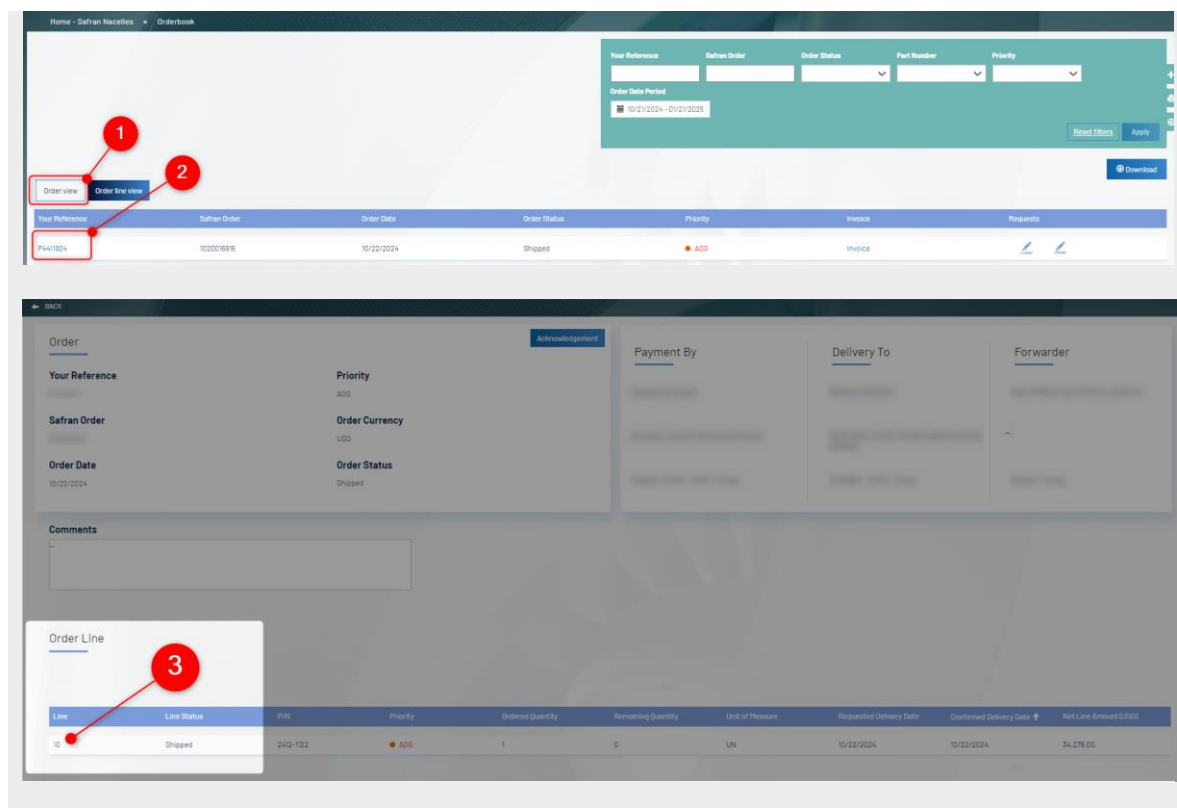 Home - Safran Nacelles • Orderbook
Your Reference Safran Order Order Status Part Number Priority
Order Date Period
10/21/2024 - 01/21/2025
Reset filters Apply
1
2
Download
Order view Order line view
Your Reference Safran Order Order Date Order Status Priority Invoice Requests
P4411924 1020016916 10/22/2024 Shipped AOG Invoice
BACK
Order Acknowledgement
Payment By Delivery To Forwarder
Your Reference Priority
AOG
Safran Order Order Currency
USD
Order Date Order Status
10/22/2024 Shipped
Comments
Order Line
3
Line Line Status P/N Priority Ordered Quantity Remaining Quantity Unit of Measure Requested Delivery Date Confirmed Delivery Date ↑ Net Line Amount (USD)
10 Shipped 2412-1122 AOG 1 0 UN 10/22/2024 10/22/2024 34,278.00